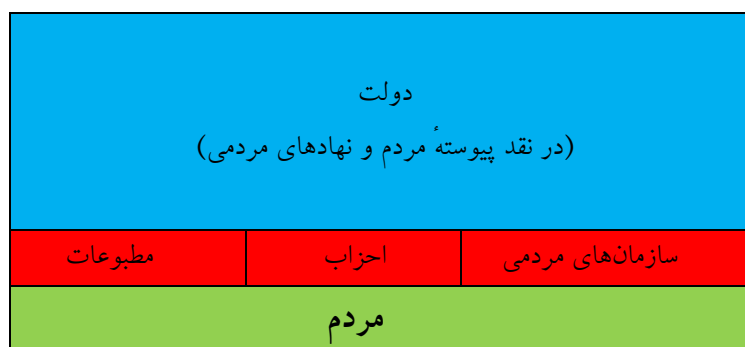 دولت
(در نقد پیوستهٔ مردم و نهادهای مردمی)
سازمان‌های مردمی
احزاب
مطبوعات
مردم